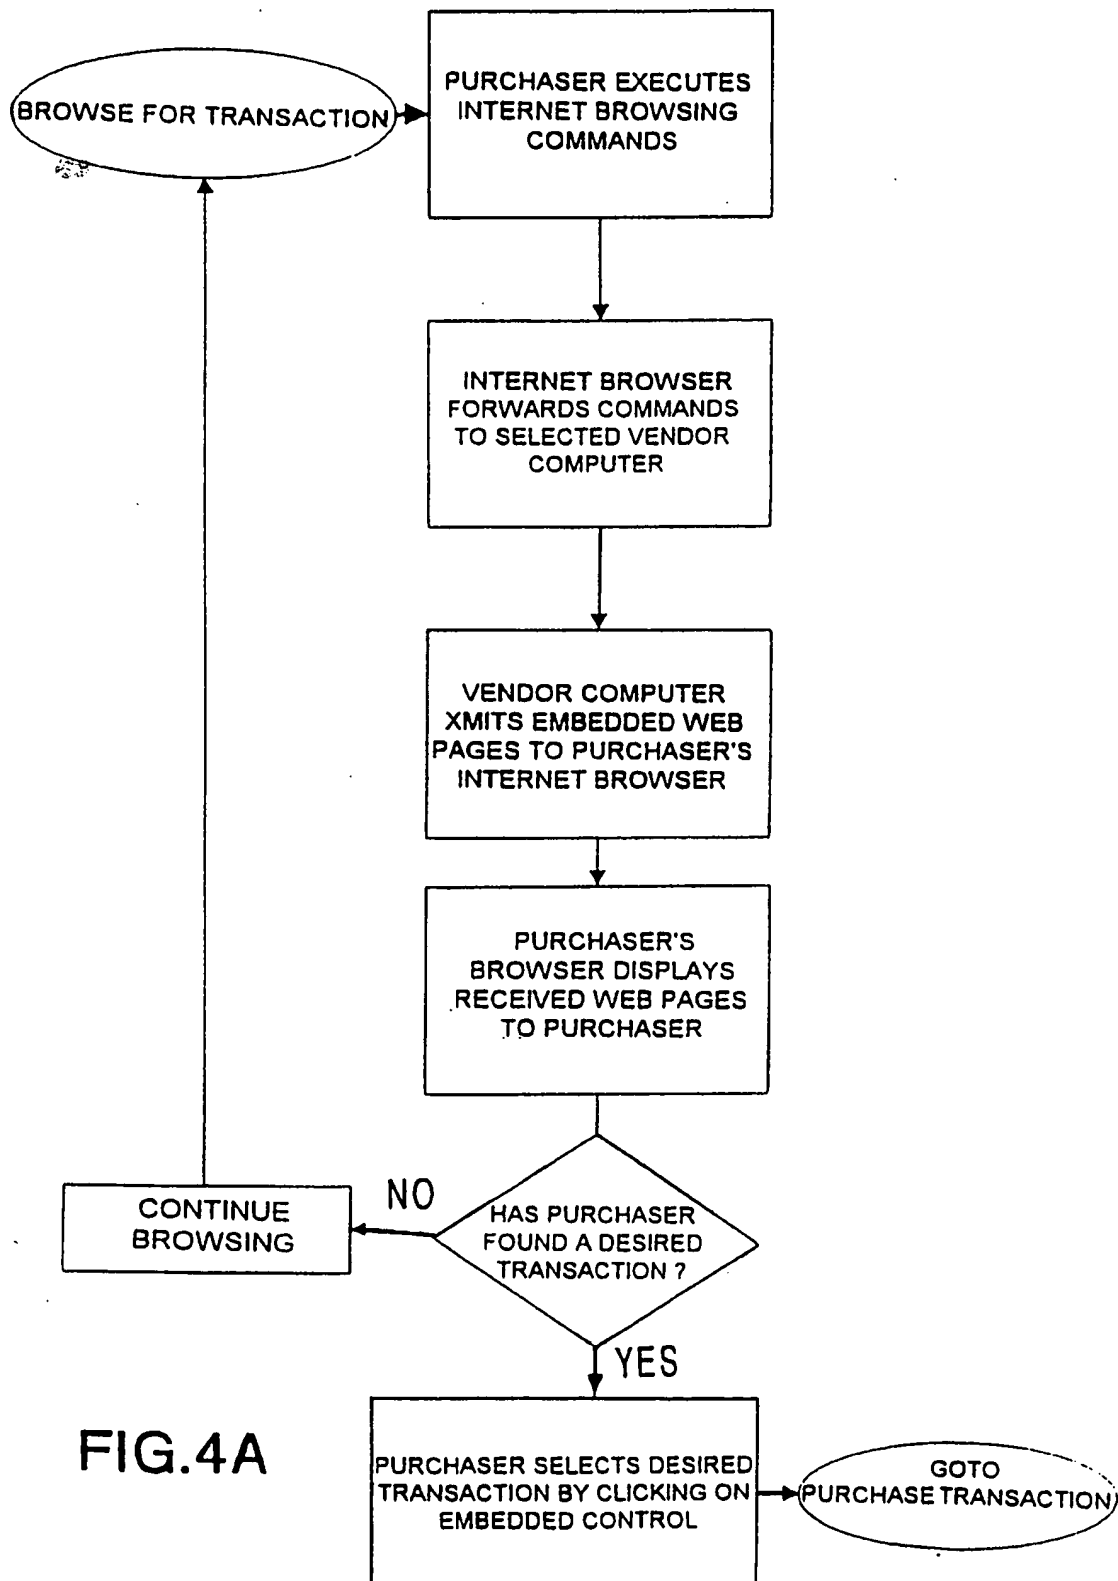 BROWSE FOR TRANSACTION
PURCHASER EXECUTES
INTERNET BROWSING
COMMANDS
INTERNET BROWSER
FORWARDS COMMANDS
TO SELECTED VENDOR
COMPUTER
VENDOR COMPUTER
XMITS EMBEDDED WEB
PAGES TO PURCHASER'S
INTERNET BROWSER
PURCHASER'S
BROWSER DISPLAYS
RECEIVED WEB PAGES
TO PURCHASER
HAS PURCHASER
FOUND A DESIRED
TRANSACTION ?
NO
CONTINUE
BROWSING
YES
PURCHASER SELECTS DESIRED
TRANSACTION BY CLICKING ON
EMBEDDED CONTROL
GOTO
PURCHASE TRANSACTION
FIG.4A